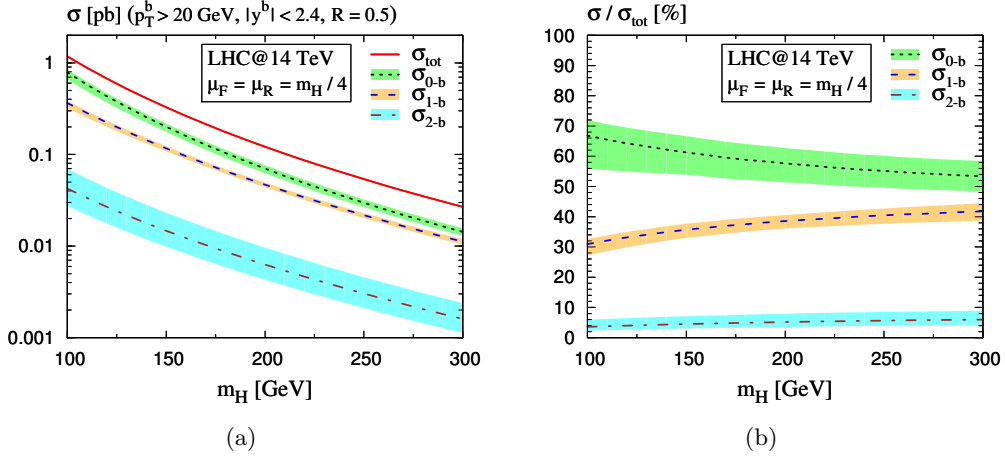 σ [pb] (p_T^b > 20 GeV, |y^b| < 2.4, R = 0.5)
LHC@14 TeV
μ_F = μ_R = m_H / 4
σ_tot
σ_0-b
σ_1-b
σ_2-b
1
0.1
0.01
0.001
100 150 200 250 300
m_H [GeV]
(a)
σ / σ_tot [%]
LHC@14 TeV
μ_F = μ_R = m_H / 4
σ_0-b
σ_1-b
σ_2-b
100
90
80
70
60
50
40
30
20
10
0
100 150 200 250 300
m_H [GeV]
(b)